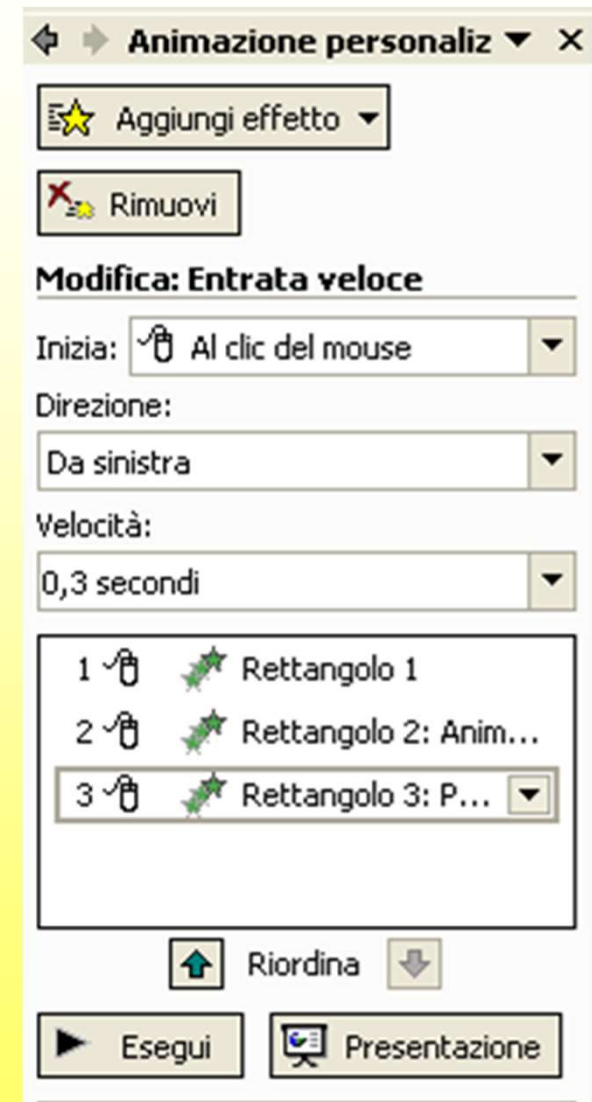 Animazione personaliz
Aggiungi effetto
Rimuovi
Modifica: Entrata veloce
Inizia: Al clic del mouse
Direzione:
Da sinistra
Velocità:
0,3 secondi
1 Rettangolo 1
2 Rettangolo 2: Anim...
3 Rettangolo 3: P...
Riordina
Esegui Presentazione